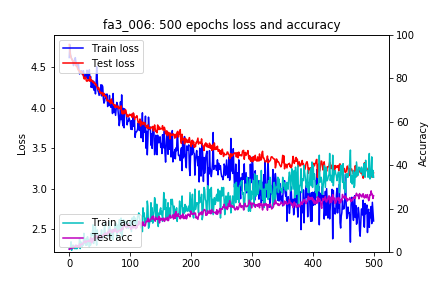 fa3_006: 500 epochs loss and accuracy
Train loss
Test loss
Train acc
Test acc
Loss
4.5
4.0
3.5
3.0
2.5
Accuracy
100
80
60
40
20
0
0
100
200
300
400
500